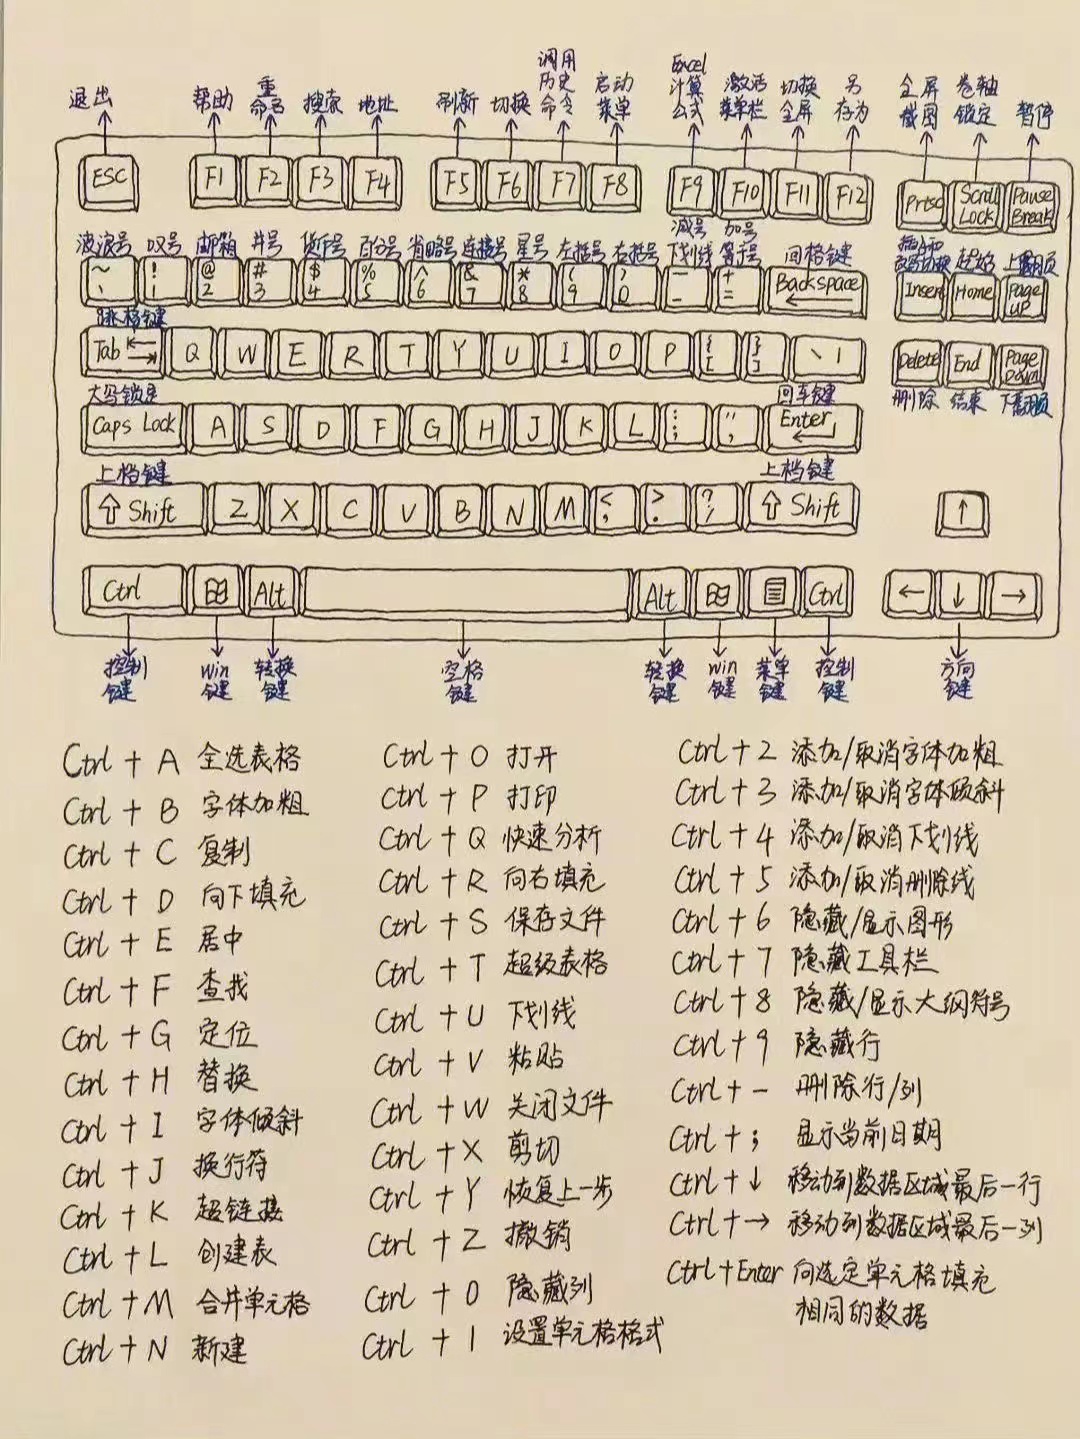 退出 帮助 重命名 搜索 地址 刷新 切换 调用历史命令 启动菜单 Excel计算公式 激活菜单栏 切换全屏 另存为 全屏截图 卷轴锁定 暂停
ESC F1 F2 F3 F4 F5 F6 F7 F8 F9 F10 F11 F12 Prtsc Scroll Lock Pause Break
波浪号 叹号 邮箱 井号 货币号 百分号 省略号 连接号 星号 左括号 右括号 减号下划线 加号等于号 回格键 起始 上翻页
~ ` ! 1 @ 2 # 3 $ 4 % 5 ^ 6 & 7 * 8 ( 9 ) 0 — _ + = Backspace Insert Home Page UP
跳格键
Tab Q W E R T Y U I O P { [ } ] \ | Delete End Page Down
大写锁定 回车键 删除 结束 下翻页
Caps Lock A S D F G H J K L : ; " , Enter
上档键 上档键
Shift Z X C V B N M < , > . ? / Shift ↑
Ctrl Alt Alt Ctrl ← ↓ →
控制键 win键 转换键 空格键 转换键 win键 菜单键 控制键 方向键
Ctrl + A 全选表格
Ctrl + B 字体加粗
Ctrl + C 复制
Ctrl + D 向下填充
Ctrl + E 居中
Ctrl + F 查找
Ctrl + G 定位
Ctrl + H 替换
Ctrl + I 字体倾斜
Ctrl + J 换行符
Ctrl + K 超链接
Ctrl + L 创建表
Ctrl + M 合并单元格
Ctrl + N 新建
Ctrl + O 打开
Ctrl + P 打印
Ctrl + Q 快速分析
Ctrl + R 向右填充
Ctrl + S 保存文件
Ctrl + T 超级表格
Ctrl + U 下划线
Ctrl + V 粘贴
Ctrl + W 关闭文件
Ctrl + X 剪切
Ctrl + Y 恢复上一步
Ctrl + Z 撤销
Ctrl + 0 隐藏列
Ctrl + 1 设置单元格格式
Ctrl + 2 添加/取消字体加粗
Ctrl + 3 添加/取消字体倾斜
Ctrl + 4 添加/取消下划线
Ctrl + 5 添加/取消删除线
Ctrl + 6 隐藏/显示图形
Ctrl + 7 隐藏工具栏
Ctrl + 8 隐藏/显示大纲符号
Ctrl + 9 隐藏行
Ctrl + - 删除行/列
Ctrl + ; 显示当前日期
Ctrl + ↓ 移动到数据区域最后一行
Ctrl + → 移动到数据区域最后一列
Ctrl + Enter 向选定单元格填充
相同的数据